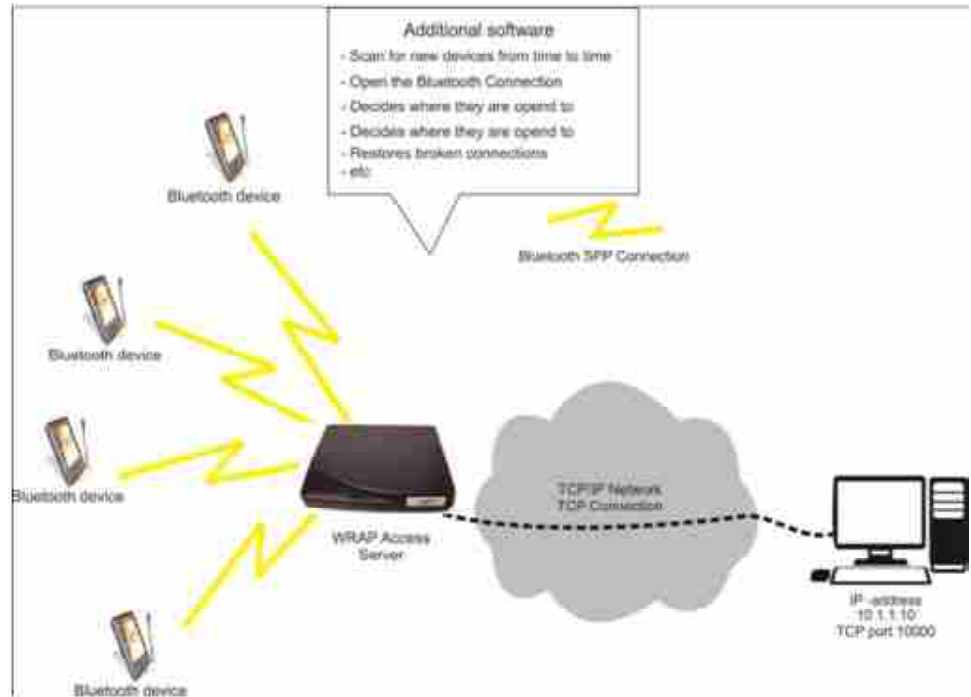 Additional software
- Scan for new devices from time to time
- Open the Bluetooth Connection
- Decides where they are opend to
- Decides where they are opend to
- Restores broken connections
- etc
Bluetooth device
Bluetooth SPP Connection
Bluetooth device
Bluetooth device
TCP/IP Network
TCP Connection
WRAP Access
Server
IP -address
10.1.1.10
TCP port 10000
Bluetooth device